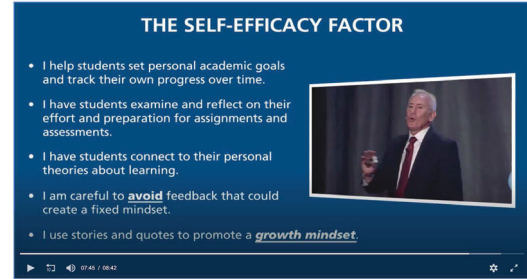 THE SELF-EFFICACY FACTOR
• I help students set personal academic goals
and track their own progress over time.
• I have students examine and reflect on their
effort and preparation for assignments and
assessments.
• I have students connect to their personal
theories about learning.
• I am careful to avoid feedback that could
create a fixed mindset.
• I use stories and quotes to promote a growth mindset.
07:45 / 08:42